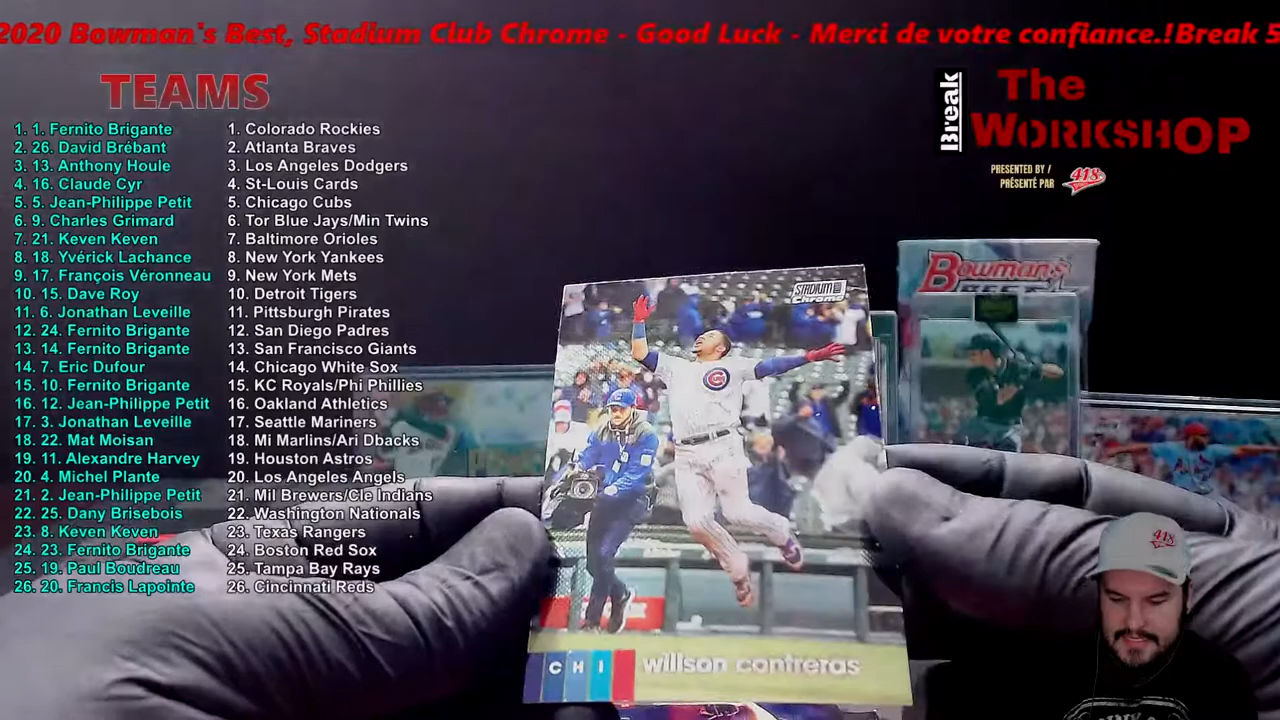 2020 Bowman's Best, Stadium Club Chrome - Good Luck - Merci de votre confiance.!Break 5
TEAMS
1. 1. Fernito Brigante
2. 26. David Brébant
3. 13. Anthony Houle
4. 16. Claude Cyr
5. 5. Jean-Philippe Petit
6. 9. Charles Grimard
7. 21. Keven Keven
8. 18. Yvérick Lachance
9. 17. François Véronneau
10. 15. Dave Roy
11. 6. Jonathan Leveille
12. 24. Fernito Brigante
13. 14. Fernito Brigante
14. 7. Eric Dufour
15. 10. Fernito Brigante
16. 12. Jean-Philippe Petit
17. 3. Jonathan Leveille
18. 22. Mat Moisan
19. 11. Alexandre Harvey
20. 4. Michel Plante
21. 2. Jean-Philippe Petit
22. 25. Dany Brisebois
23. 8. Keven Keven
24. 23. Fernito Brigante
25. 19. Paul Boudreau
26. 20. Francis Lapointe
1. Colorado Rockies
2. Atlanta Braves
3. Los Angeles Dodgers
4. St-Louis Cards
5. Chicago Cubs
6. Tor Blue Jays/Min Twins
7. Baltimore Orioles
8. New York Yankees
9. New York Mets
10. Detroit Tigers
11. Pittsburgh Pirates
12. San Diego Padres
13. San Francisco Giants
14. Chicago White Sox
15. KC Royals/Phi Phillies
16. Oakland Athletics
17. Seattle Mariners
18. Mi Marlins/Ari Dbacks
19. Houston Astros
20. Los Angels Angels
21. Mil Brewers/Cle Indians
22. Washington Nationals
23. Texas Rangers
24. Boston Red Sox
25. Tampa Bay Rays
26. Cincinnati Reds
Break
The
WORKSHOP
PRESENTED BY /
PRÉSENTÉ PAR
418
Bowman's
BEST
STADIUM CLUB
Chrome
C
CHI
willson contreras
418